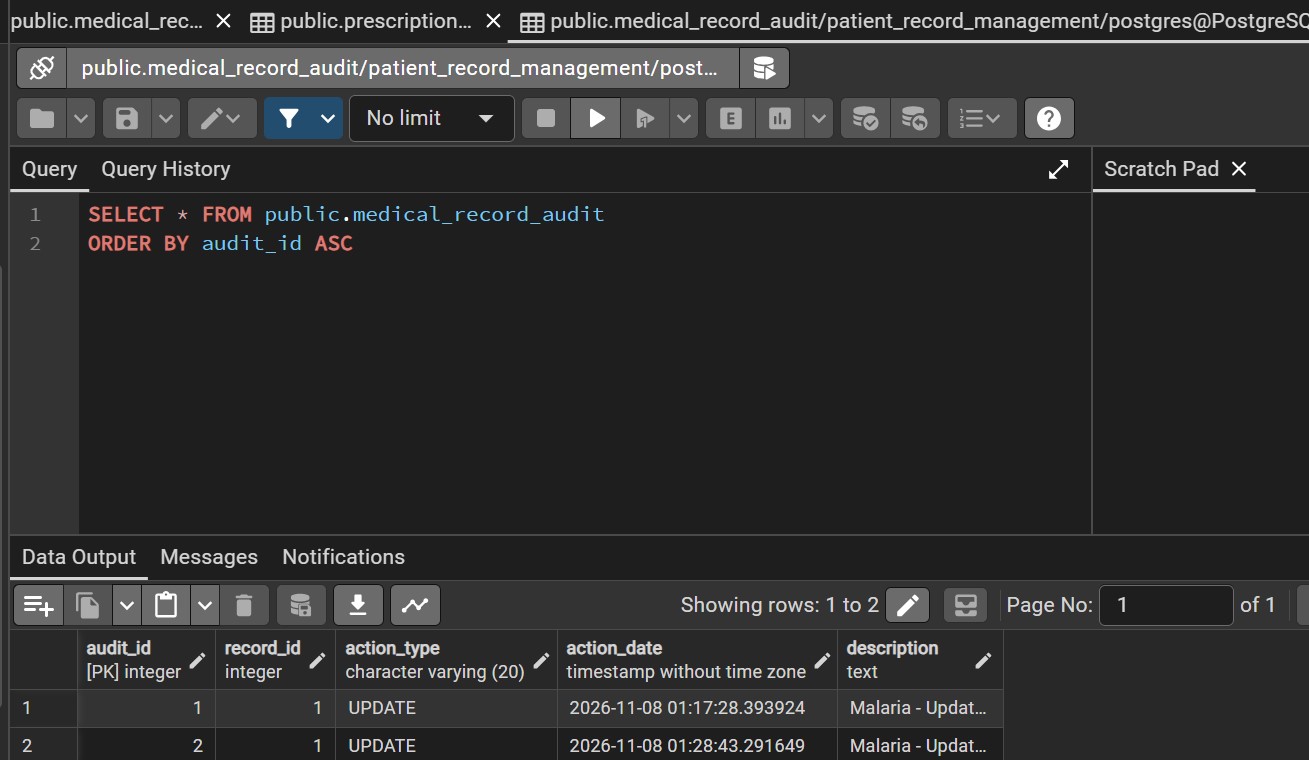 public.medical_rec...
public.prescription...
public.medical_record_audit/patient_record_management/postgres@PostgreSQ
public.medical_record_audit/patient_record_management/post...
No limit
E
?
Query
Query History
Scratch Pad
1 SELECT * FROM public.medical_record_audit
2 ORDER BY audit_id ASC
Data Output
Messages
Notifications
Showing rows: 1 to 2
Page No:
1
of 1
audit_id record_id action_type action_date description
[PK] integer integer character varying (20) timestamp without time zone text
1 1 1 UPDATE 2026-11-08 01:17:28.393924 Malaria - Updat...
2 2 1 UPDATE 2026-11-08 01:28:43.291649 Malaria - Updat...